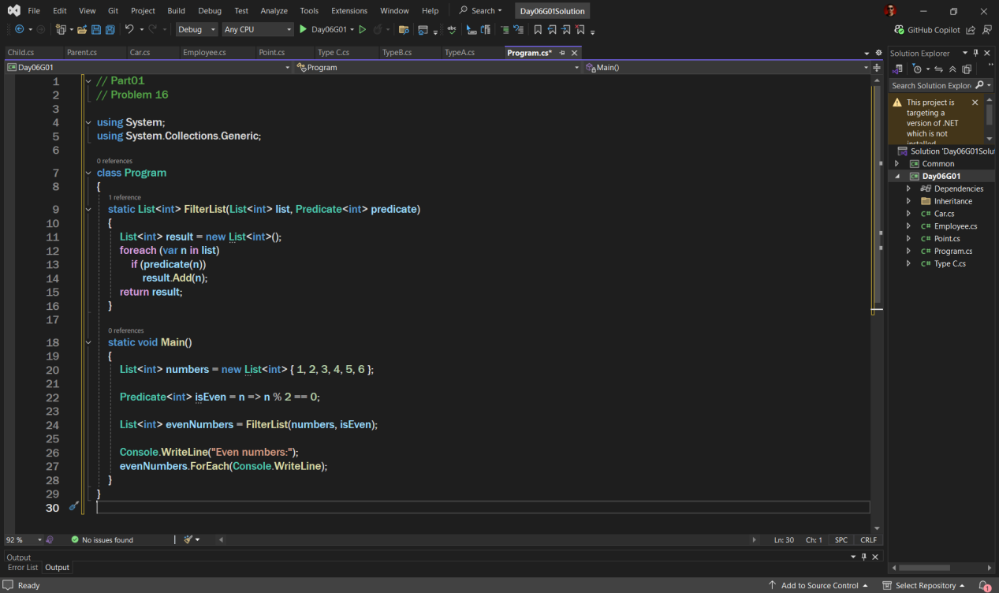 File Edit View Git Project Build Debug Test Analyze Tools Extensions Window Help Search Day06G01Solution
Debug Any CPU Day06G01 GitHub Copilot
Child.cs Parent.cs Car.cs Employee.cs Point.cs Type C.cs TypeB.cs TypeA.cs Program.cs*
Day06G01 Program Main()
1 // Part01
2 // Problem 16
3
4 using System;
5 using System.Collections.Generic;
6
0 references
7 class Program
8 {
1 reference
9 static List<int> FilterList(List<int> list, Predicate<int> predicate)
10 {
11 List<int> result = new List<int>();
12 foreach (var n in list)
13 if (predicate(n))
14 result.Add(n);
15 return result;
16 }
17
0 references
18 static void Main()
19 {
20 List<int> numbers = new List<int> { 1, 2, 3, 4, 5, 6 };
21
22 Predicate<int> isEven = n => n % 2 == 0;
23
24 List<int> evenNumbers = FilterList(numbers, isEven);
25
26 Console.WriteLine("Even numbers:");
27 evenNumbers.ForEach(Console.WriteLine);
28 }
29 }
30
92 % No issues found Ln: 30 Ch: 1 SPC CRLF
Output
Error List Output
Solution Explorer
Search Solution Explor
This project is
targeting a
version of .NET
which is not
installed
Solution 'Day06G01Solu
Common
Day06G01
Dependencies
Inheritance
C# Car.cs
C# Employee.cs
C# Point.cs
C# Program.cs
C# Type C.cs
Ready Add to Source Control Select Repository 1